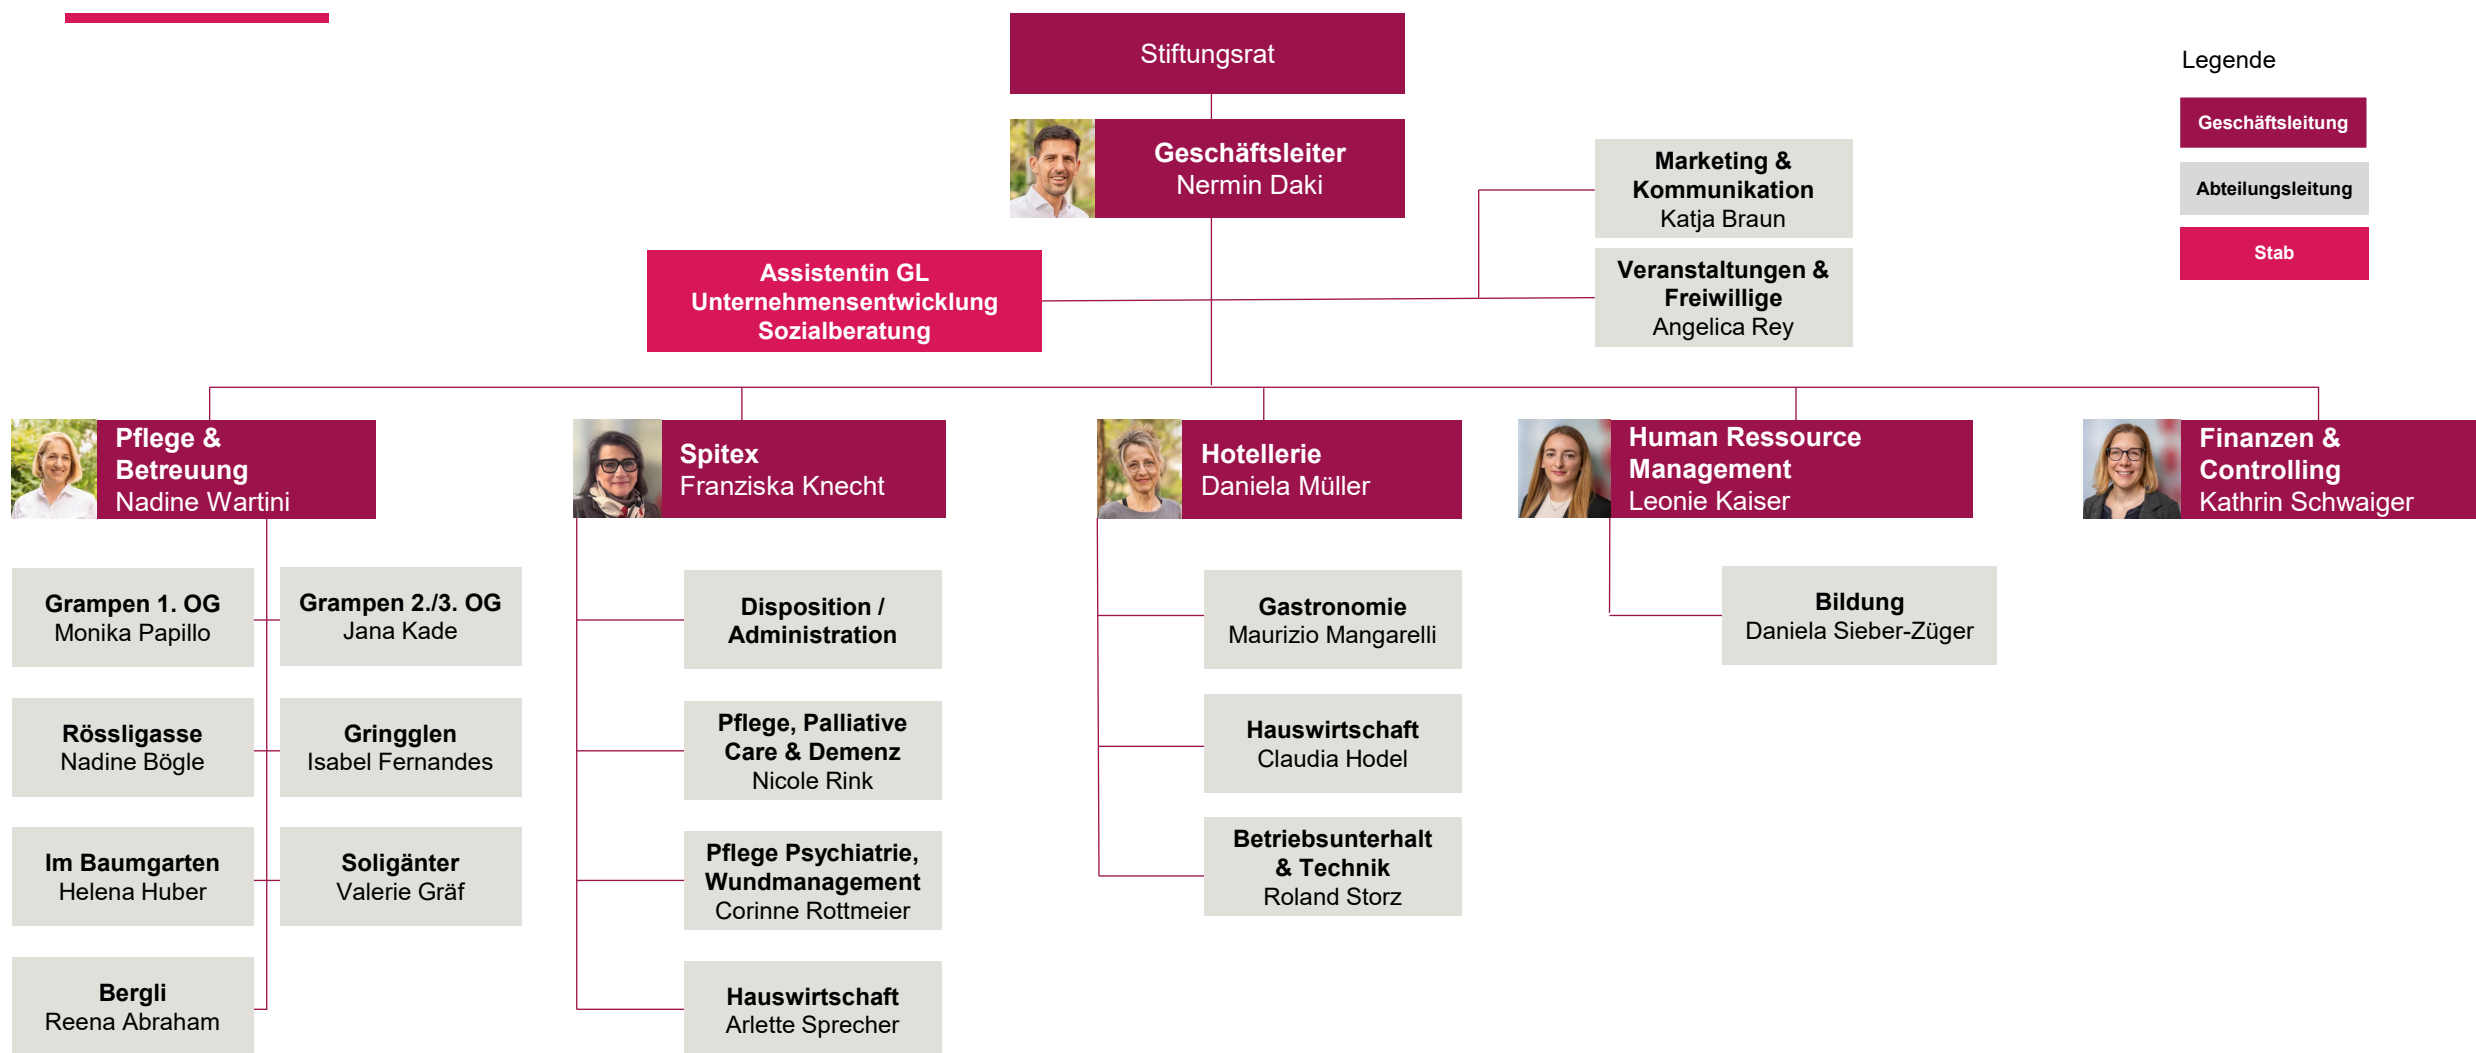 Stiftungsrat
Legende
Geschäftsleitung
Abteilungsleitung
Stab
Geschäftsleiter
Nermin Daki
Marketing &
Kommunikation
Katja Braun
Veranstaltungen &
Freiwillige
Angelica Rey
Assistentin GL
Unternehmensentwicklung
Sozialberatung
Pflege &
Betreuung
Nadine Wartini
Spitex
Franziska Knecht
Hotellerie
Daniela Müller
Human Ressource
Management
Leonie Kaiser
Finanzen &
Controlling
Kathrin Schwaiger
Grampen 1. OG
Monika Papillo
Grampen 2./3. OG
Jana Kade
Rössligasse
Nadine Bögle
Gringglen
Isabel Fernandes
Im Baumgarten
Helena Huber
Soligänter
Valerie Gräf
Bergli
Reena Abraham
Disposition /
Administration
Pflege, Palliative
Care & Demenz
Nicole Rink
Pflege Psychiatrie,
Wundmanagement
Corinne Rottmeier
Hauswirtschaft
Arlette Sprecher
Gastronomie
Maurizio Mangarelli
Hauswirtschaft
Claudia Hodel
Betriebsunterhalt
& Technik
Roland Storz
Bildung
Daniela Sieber-Züger